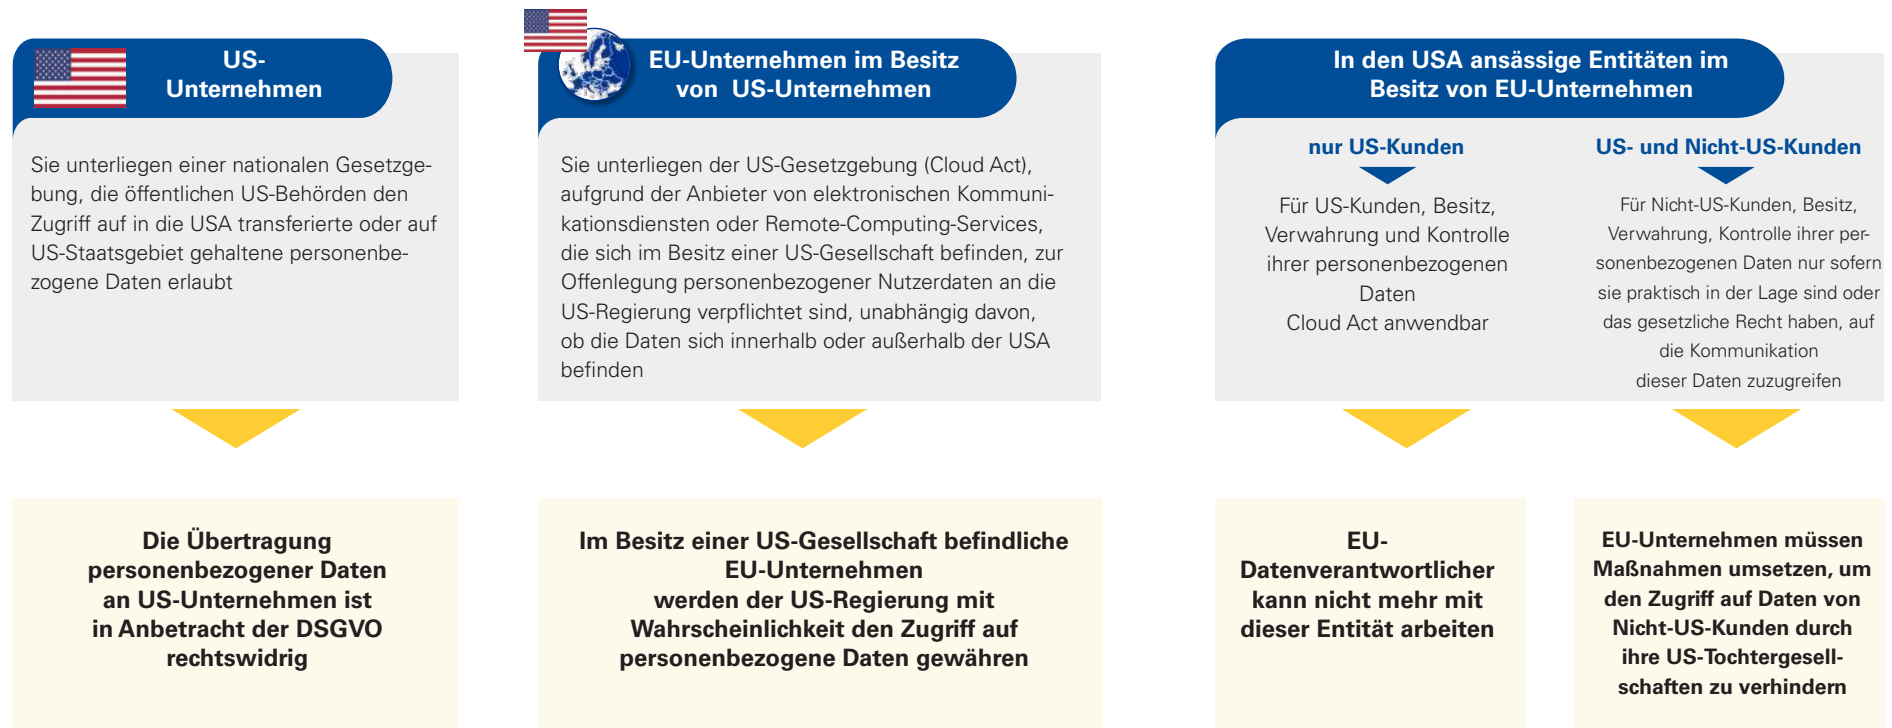 US-
Unternehmen
Sie unterliegen einer nationalen Gesetzge-
bung, die öffentlichen US-Behörden den
Zugriff auf in die USA transferierte oder auf
US-Staatsgebiet gehaltene personenbe-
zogene Daten erlaubt
Die Übertragung
personenbezogener Daten
an US-Unternehmen ist
in Anbetracht der DSGVO
rechtswidrig
EU-Unternehmen im Besitz
von US-Unternehmen
Sie unterliegen der US-Gesetzgebung (Cloud Act),
aufgrund der Anbieter von elektronischen Kommuni-
kationsdiensten oder Remote-Computing-Services,
die sich im Besitz einer US-Gesellschaft befinden, zur
Offenlegung personenbezogener Nutzerdaten an die
US-Regierung verpflichtet sind, unabhängig davon,
ob die Daten sich innerhalb oder außerhalb der USA
befinden
Im Besitz einer US-Gesellschaft befindliche
EU-Unternehmen
werden der US-Regierung mit
Wahrscheinlichkeit den Zugriff auf
personenbezogene Daten gewähren
In den USA ansässige Entitäten im
Besitz von EU-Unternehmen
nur US-Kunden
Für US-Kunden, Besitz,
Verwahrung und Kontrolle
ihrer personenbezogenen
Daten
Cloud Act anwendbar
EU-
Datenverantwortlicher
kann nicht mehr mit
dieser Entität arbeiten
US- und Nicht-US-Kunden
Für Nicht-US-Kunden, Besitz,
Verwahrung, Kontrolle ihrer per-
sonenbezogenen Daten nur sofern
sie praktisch in der Lage sind oder
das gesetzliche Recht haben, auf
die Kommunikation
dieser Daten zuzugreifen
EU-Unternehmen müssen
Maßnahmen umsetzen, um
den Zugriff auf Daten von
Nicht-US-Kunden durch
ihre US-Tochtergesell-
schaften zu verhindern